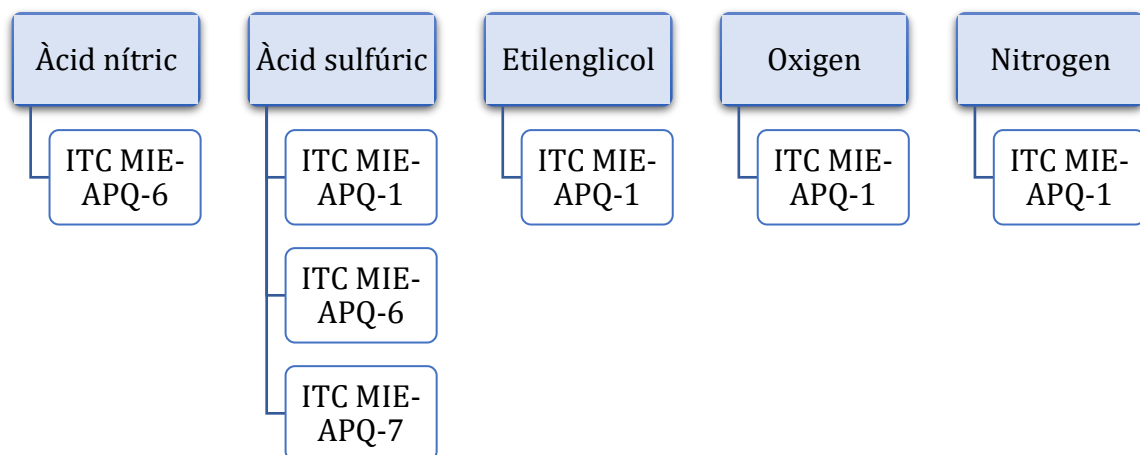 Àcid nítric
ITC MIE-
APQ-6
Àcid sulfúric
ITC MIE-
APQ-1
ITC MIE-
APQ-6
ITC MIE-
APQ-7
Etilenglicol
ITC MIE-
APQ-1
Oxigen
ITC MIE-
APQ-1
Nitrogen
ITC MIE-
APQ-1